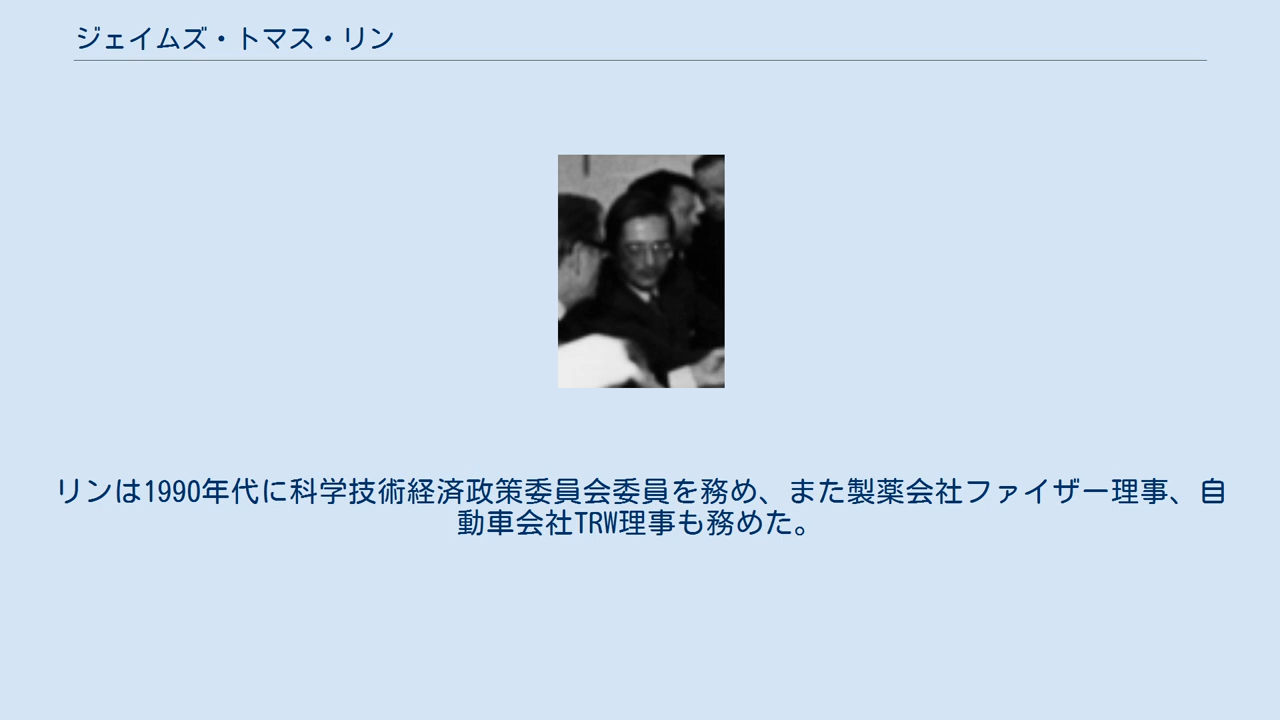 ジェイムズ・トマス・リン
リンは1990年代に科学技術経済政策委員会委員を務め、また製薬会社ファイザー理事、自
動車会社TRW理事も務めた。